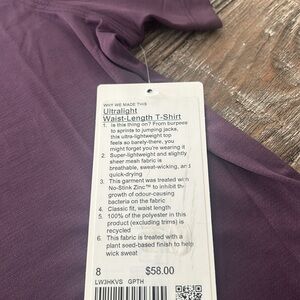 WHY WE MADE THIS
Ultralight
Waist-Length T-Shirt
1. Is this thing on? From burpees
to sprints to jumping jacks,
this ultra-lightweight top
feels so barely-there, you
might forget you're wearing it
2. Super-lightweight and slightly
sheer mesh fabric is
breathable, sweat-wicking, and
quick-drying
3. This garment was treated with
No-Stink Zinc™ to inhibit the
growth of odour-causing
bacteria on the fabric
4. Classic fit, waist length
5. 100% of the polyester in this
product (excluding trims) is
recycled
6. This fabric is treated with a
plant seed-based finish to help
wick sweat
8 $58.00
LW3HKVS GPTH